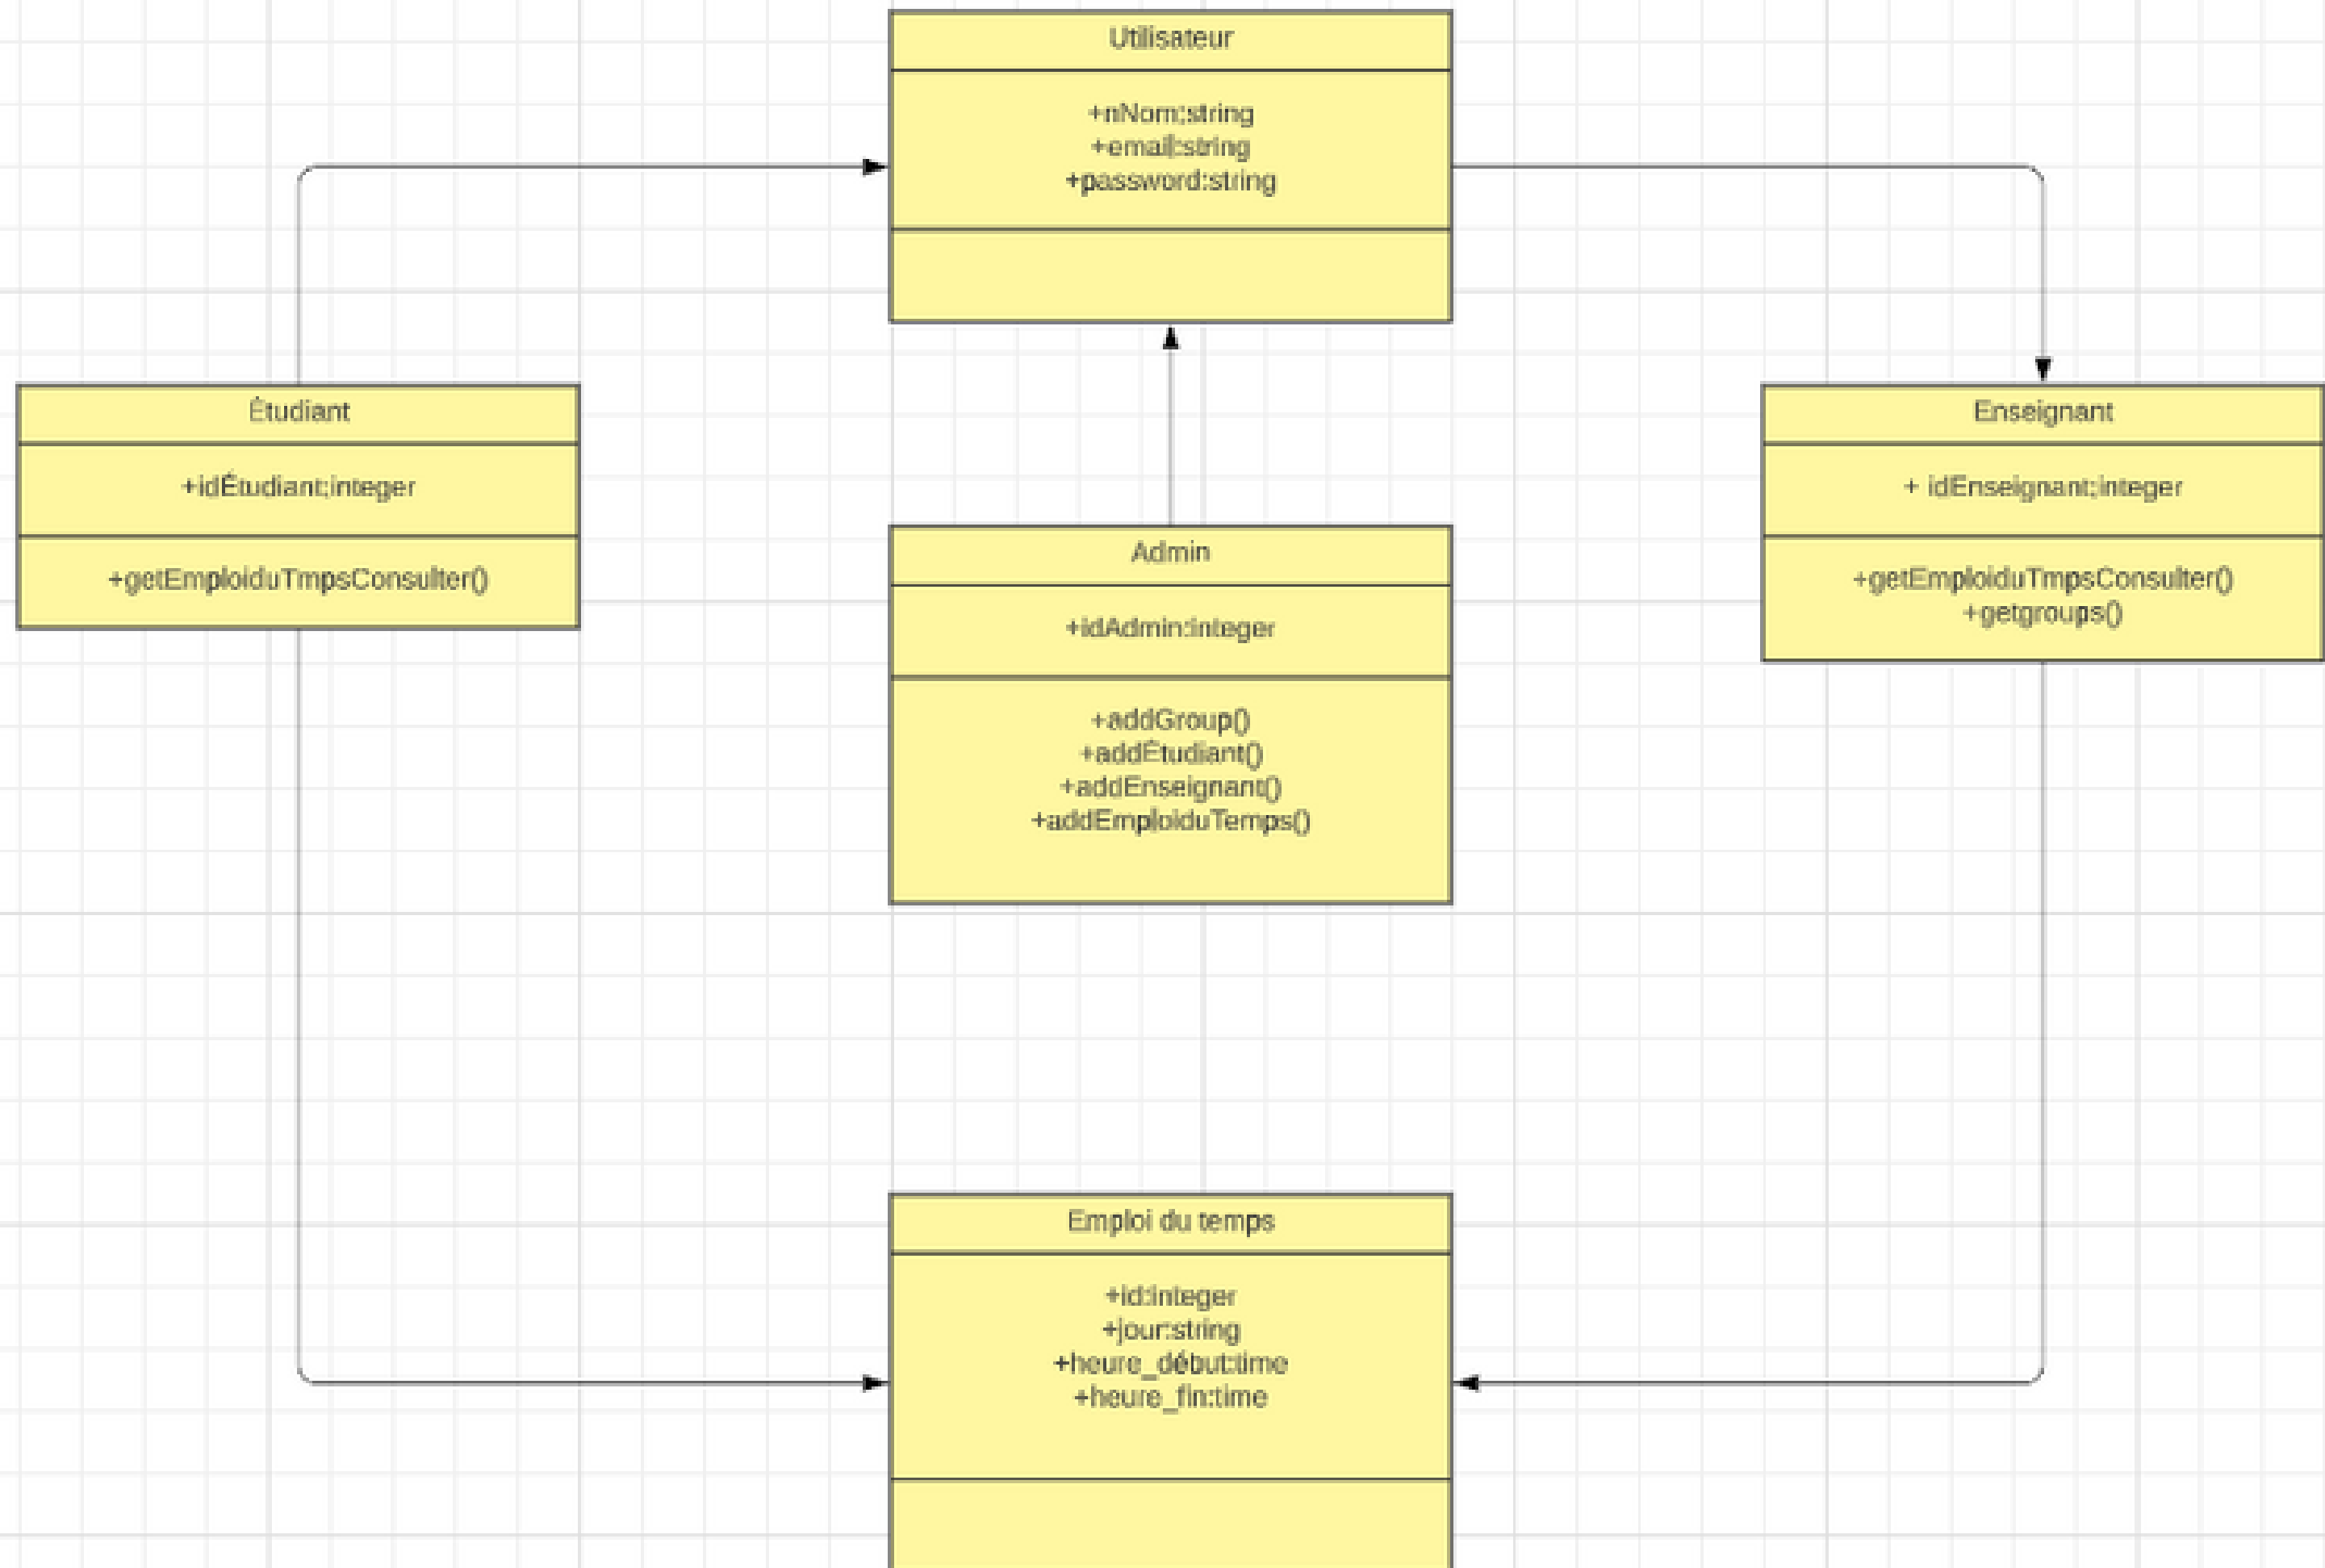 Utilisateur
+nNom;string
+email:string
+password:string
Étudiant
+idÉtudiant;integer
+getEmploiduTmpsConsulter()
Admin
+idAdmin:integer
+addGroup()
+addÉtudiant()
+addEnseignant()
+addEmploiduTemps()
Enseignant
+ idEnseignant;integer
+getEmploiduTmpsConsulter()
+getgroups()
Emploi du temps
+id:integer
+jour:string
+heure_début:time
+heure_fin:time